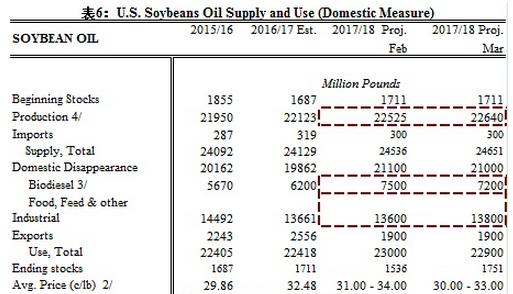 表6：U.S. Soybeans Oil Supply and Use (Domestic Measure)
SOYBEAN OIL 2015/16 2016/17 Est. 2017/18 Proj. 2017/18 Proj.
Feb Mar
Million Pounds
Beginning Stocks 1855 1687 1711 1711
Production 4/ 21950 22123 22525 22640
Imports 287 319 300 300
Supply, Total 24092 24129 24536 24651
Domestic Disappearance 20162 19862 21100 21000
Biodiesel 3/ 5670 6200 7500 7200
Food, Feed & other
Industrial 14492 13661 13600 13800
Exports 2243 2556 1900 1900
Use, Total 22405 22418 23000 22900
Ending stocks 1687 1711 1536 1751
Avg. Price (c/lb) 2/ 29.86 32.48 31.00 - 34.00 30.00 - 33.00